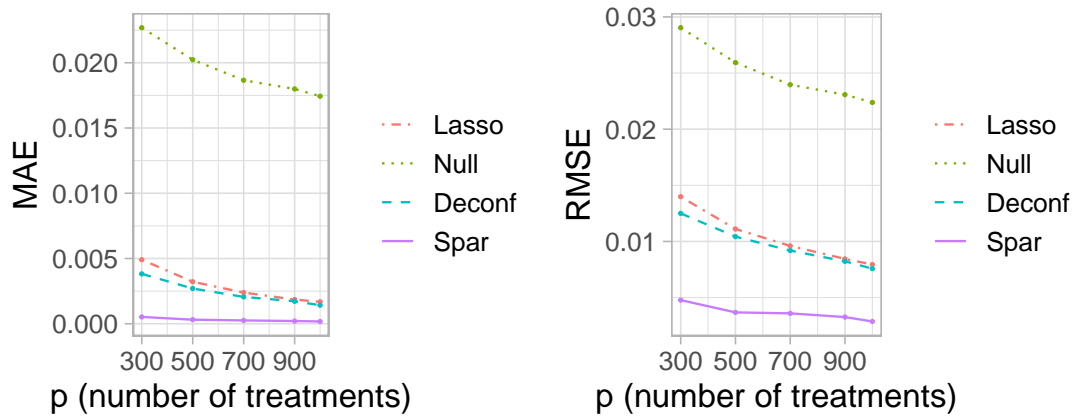 MAE
0.020
0.015
0.010
0.005
0.000
300 500 700 900
p (number of treatments)
Lasso
Null
Deconf
Spar
RMSE
0.03
0.02
0.01
300 500 700 900
p (number of treatments)
Lasso
Null
Deconf
Spar